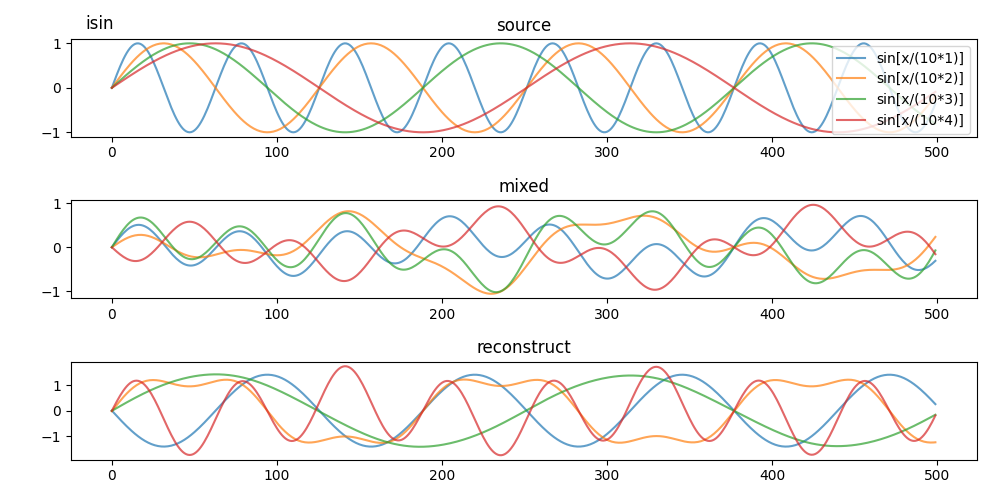 isin
source
1
0
−1
sin[x/(10*1)]
sin[x/(10*2)]
sin[x/(10*3)]
sin[x/(10*4)]
0 100 200 300 400 500
mixed
1
0
−1
0 100 200 300 400 500
reconstruct
1
0
−1
0 100 200 300 400 500